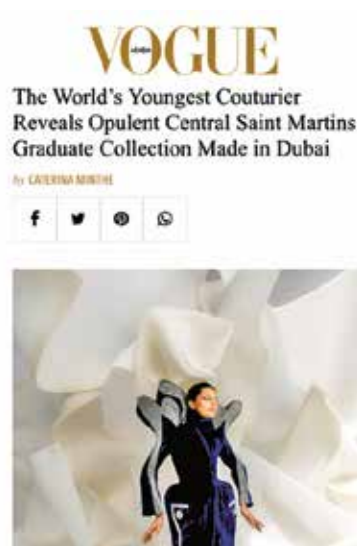 VOGUE
The World's Youngest Couturier
Reveals Opulent Central Saint Martins
Graduate Collection Made in Dubai
by CATERINA MINTHE